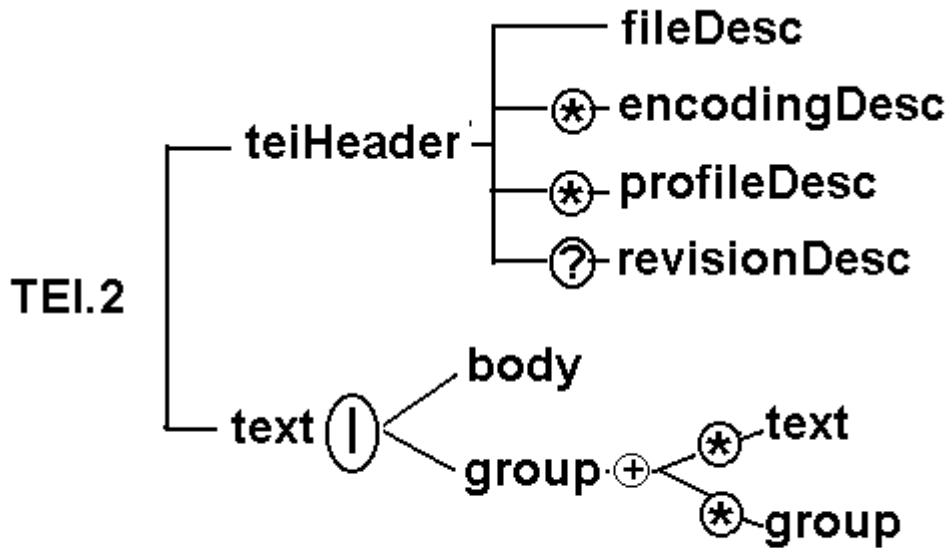 fileDesc
* encodingDesc
teiHeader
* profileDesc
? revisionDesc
TEI.2
body
text |
* text
group +
* group